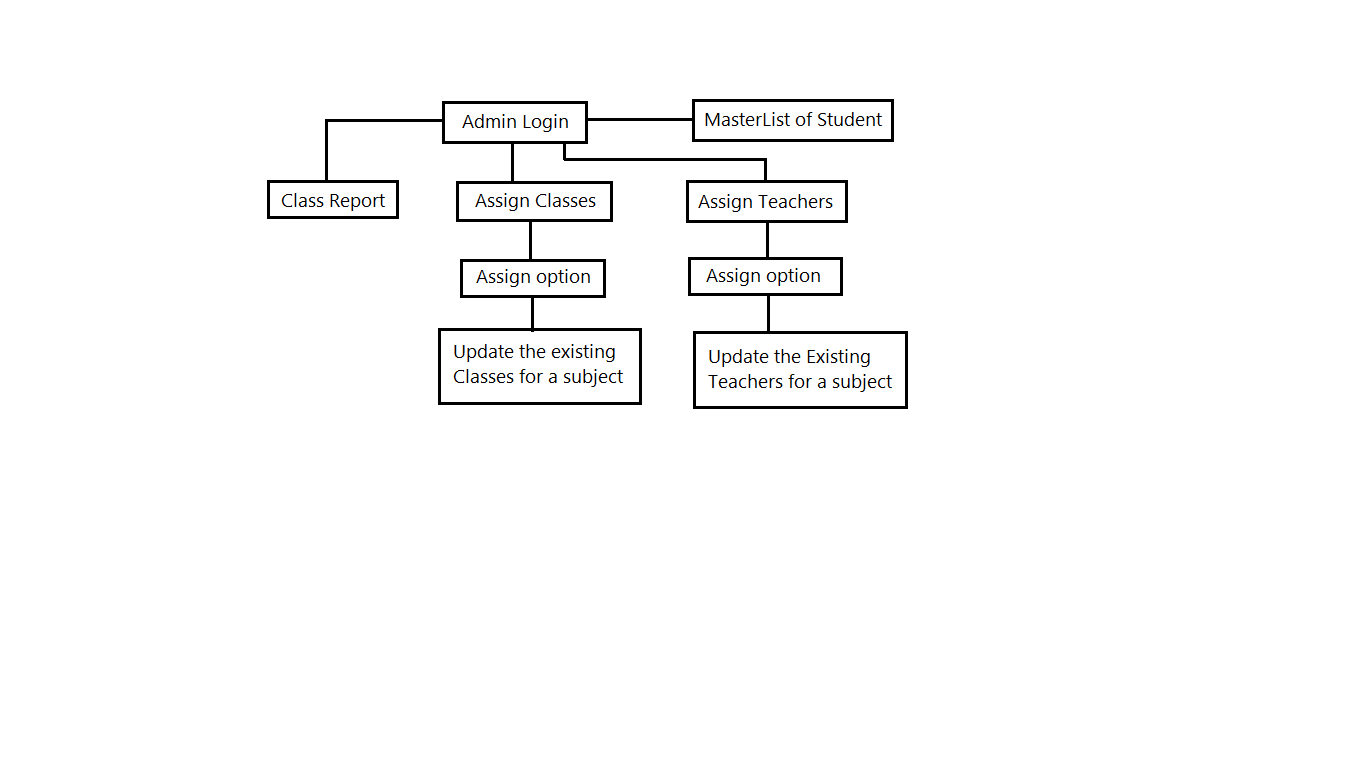 Admin Login
MasterList of Student
Class Report
Assign Classes
Assign Teachers
Assign option
Assign option
Update the existing
Classes for a subject
Update the Existing
Teachers for a subject